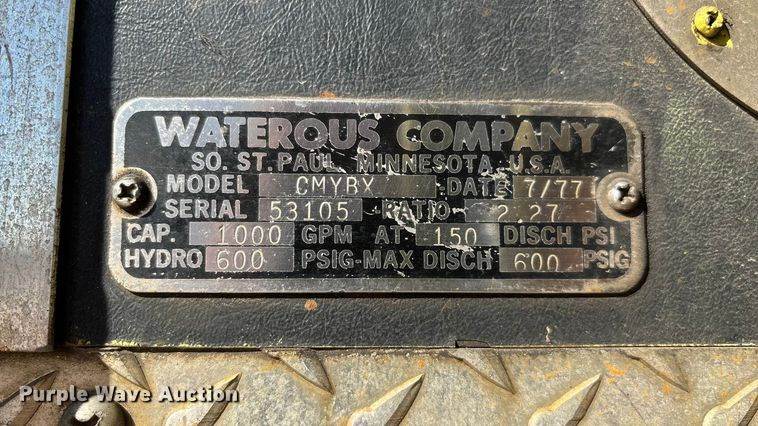 WATEROUS COMPANY
SO. ST. PAUL, MINNESOTA, U.S.A.
MODEL CMYBX DATE 7/77
SERIAL 53105 RATIO 2.27
CAP. 1000 GPM AT 150 DISCH PSI
HYDRO 600 PSIG-MAX DISCH 600 PSIG
Purple Wave Auction